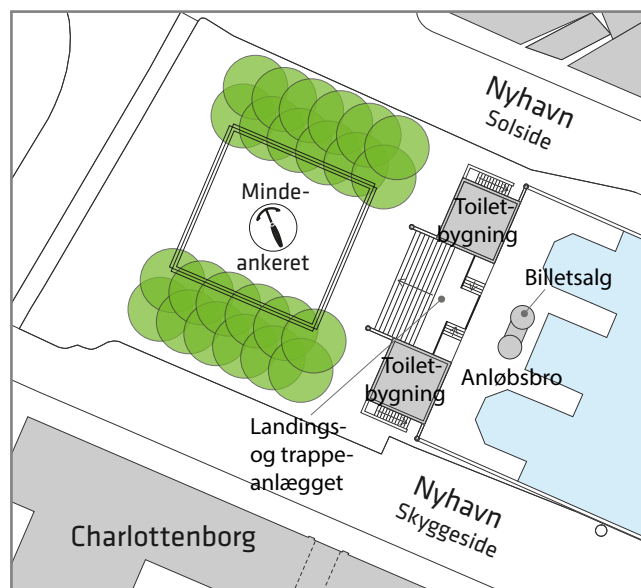 Nyhavn
Solside
Minde-
ankeret
Toilet-
bygning
Billetsalg
Toilet-
bygning
Anløbsbro
Landings-
og trappe-
anlægget
Nyhavn
Skyggeside
Charlottenborg